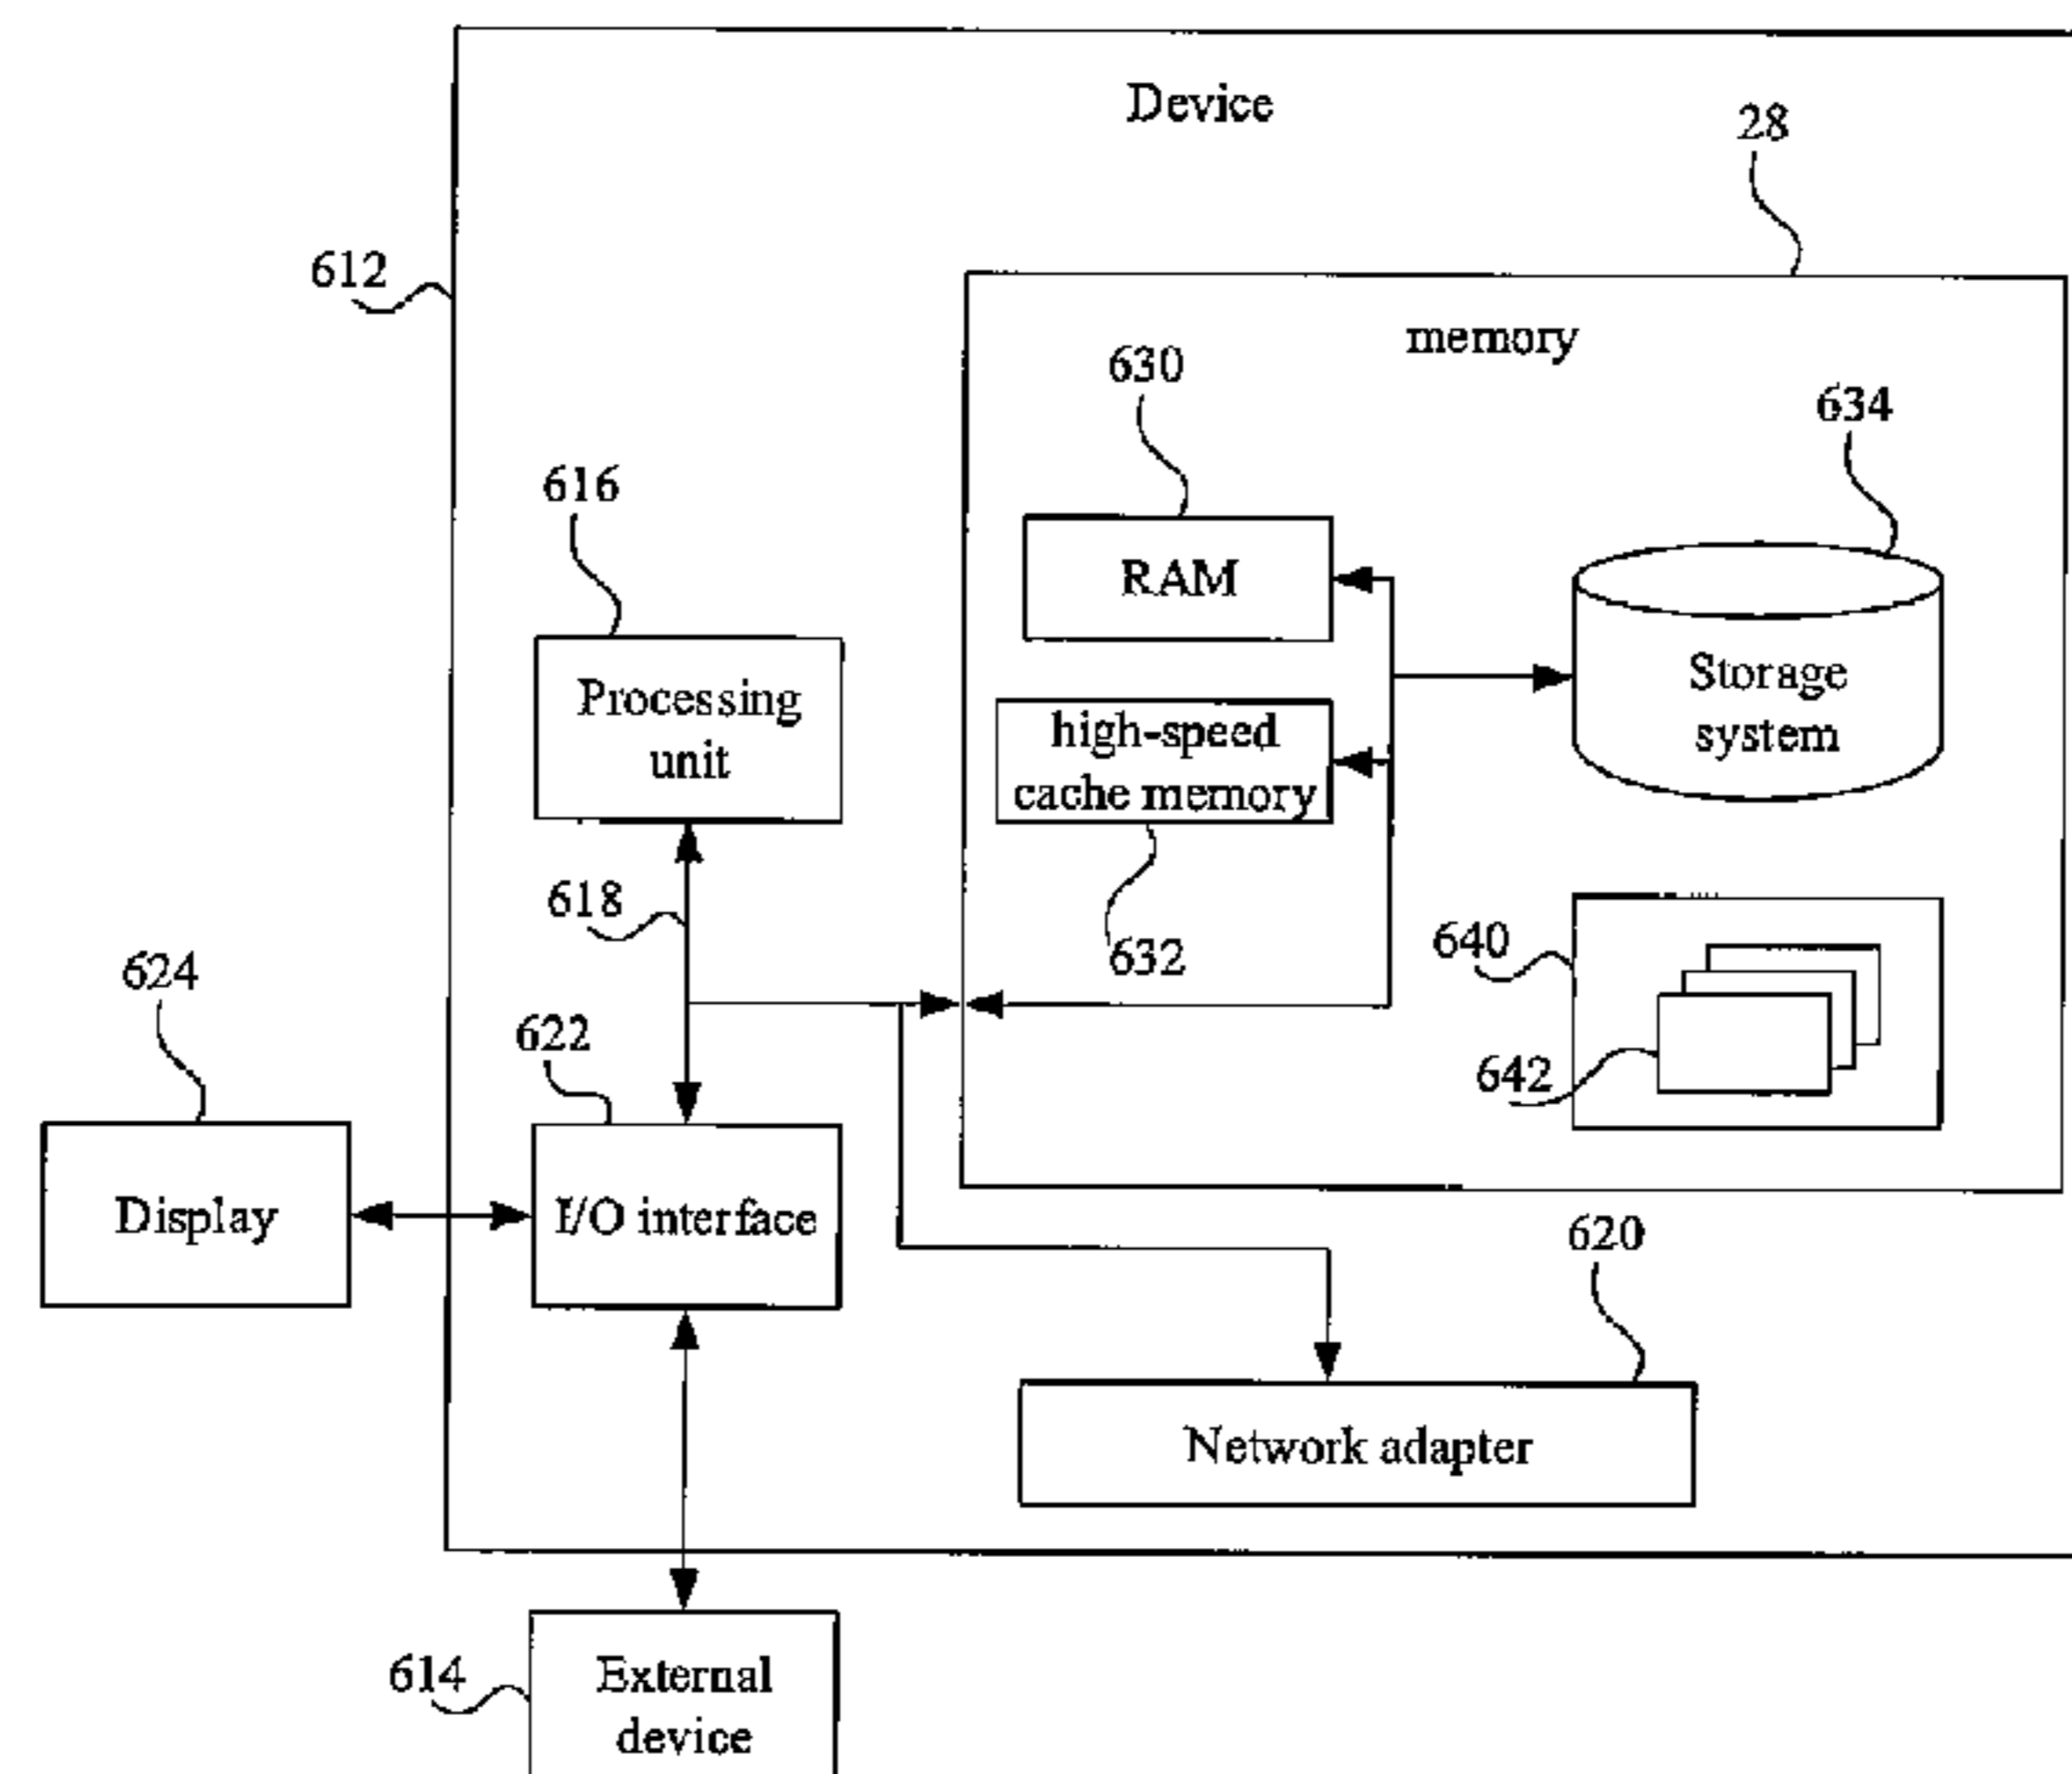 Device
28
612
memory
630
634
616
RAM
Processing
unit
Storage
system
high-speed
cache memory
618
632
640
624
622
642
Display
I/O interface
620
Network adapter
614
External
device